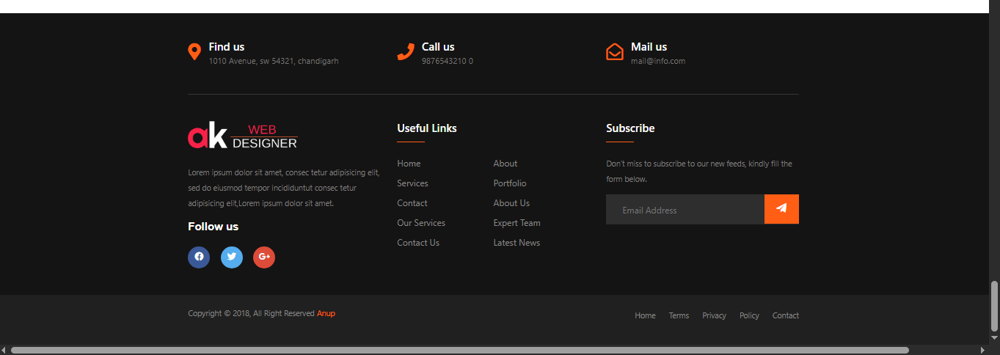 Find us
1010 Avenue, sw 54321, chandigarh
Call us
9876543210 0
Mail us
mail@info.com
ak WEB
DESIGNER
Lorem ipsum dolor sit amet, consec tetur adipisicing elit,
sed do eiusmod tempor incididuntut consec tetur
adipisicing elit,Lorem ipsum dolor sit amet.
Follow us
G+
Useful Links
Home
About
Services
Portfolio
Contact
About Us
Our Services
Expert Team
Contact Us
Latest News
Subscribe
Don't miss to subscribe to our new feeds, kindly fill the
form below.
Email Address
Copyright © 2018, All Right Reserved Anup
Home Terms Privacy Policy Contact